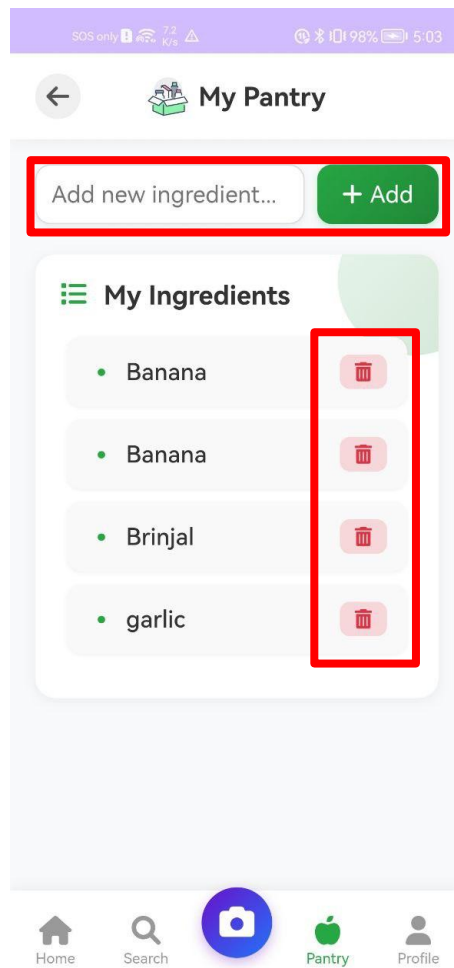 SOS only 7.2 K/s 98% 5:03
My Pantry
Add new ingredient... + Add
My Ingredients
• Banana
• Banana
• Brinjal
• garlic
Home Search Pantry Profile